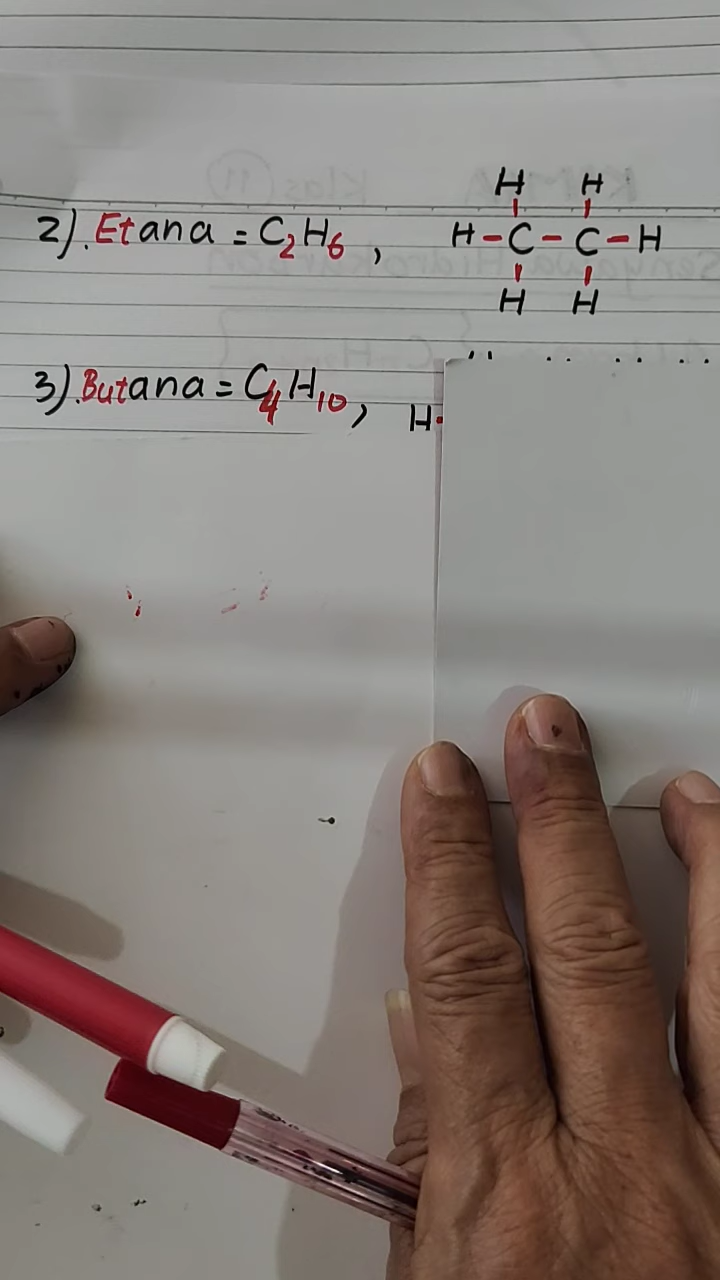 H H
2). Etana = C2H6, H-C-C-H
H H
3). Butana = C4H10, H-